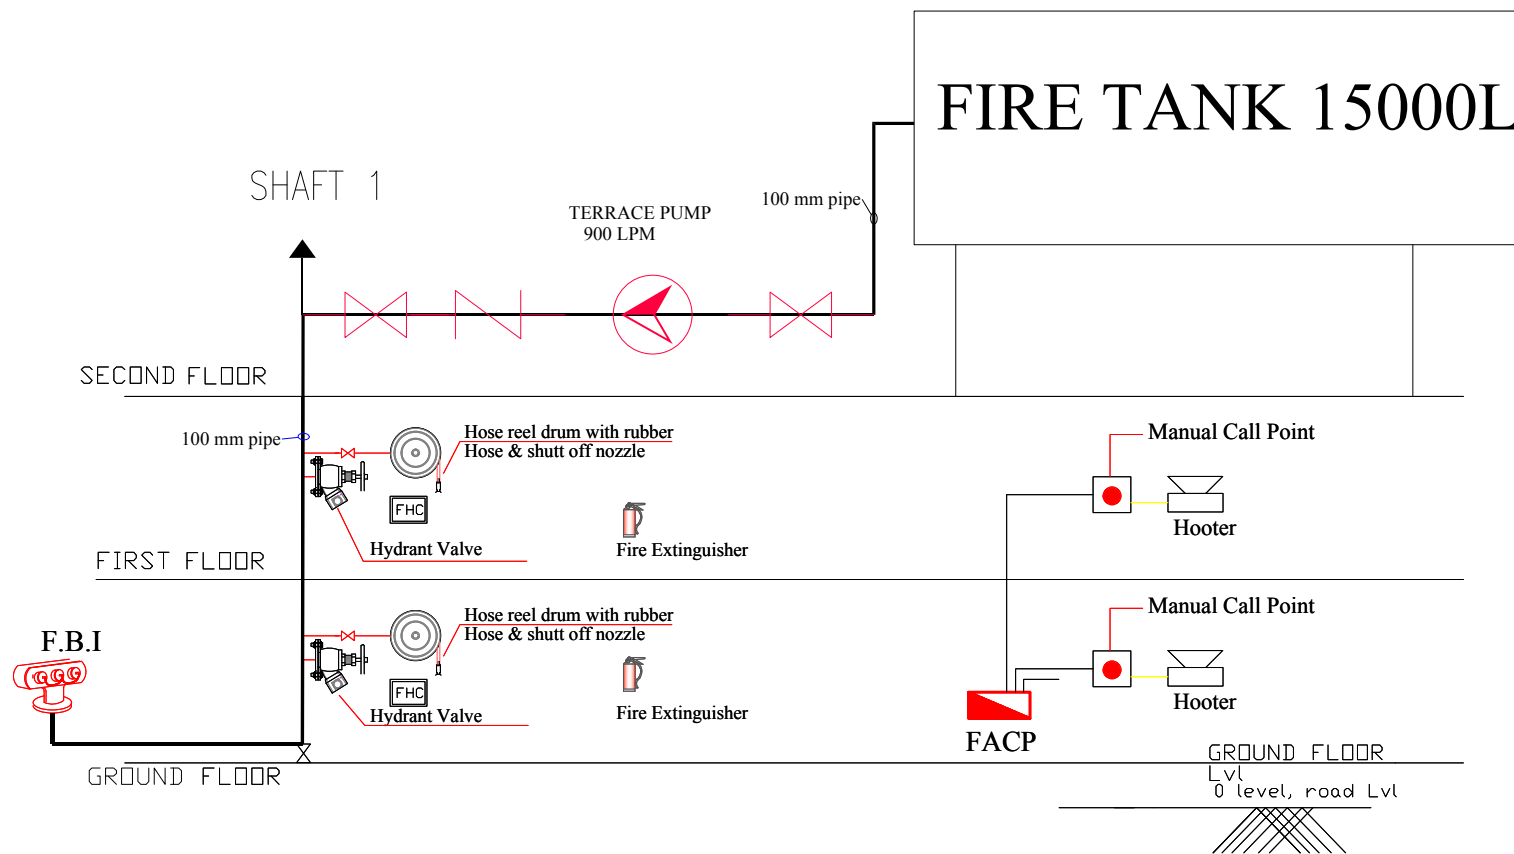 FIRE TANK 15000L
SHAFT 1
100 mm pipe
TERRACE PUMP
900 LPM
SECOND FLOOR
100 mm pipe
Hose reel drum with rubber
Hose & shutt off nozzle
Manual Call Point
FHC
Hooter
Hydrant Valve
Fire Extinguisher
FIRST FLOOR
Hose reel drum with rubber
Hose & shutt off nozzle
Manual Call Point
F.B.I
FHC
Hooter
Hydrant Valve
Fire Extinguisher
FACP
GROUND FLOOR
GROUND FLOOR
Lvl
0 level, road Lvl